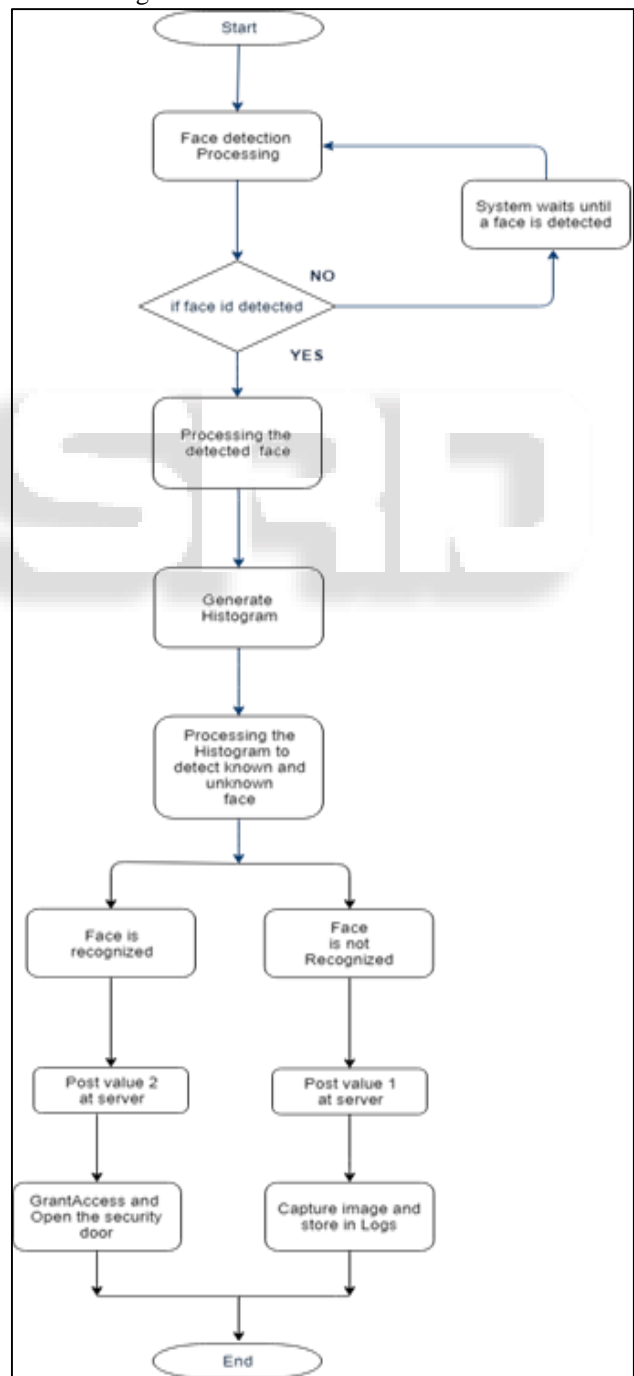 Start
Face detection
Processing
System waits until
a face is detected
NO
if face id detected
YES
Processing the
detected face
Generate
Histogram
Processing the
Histogram to
detect known and
unknown
face
Face is
recognized
Face
is not
Recognized
Post value 2
at server
Post value 1
at server
GrantAccess and
Open the security
door
Capture image and
store in Logs
End